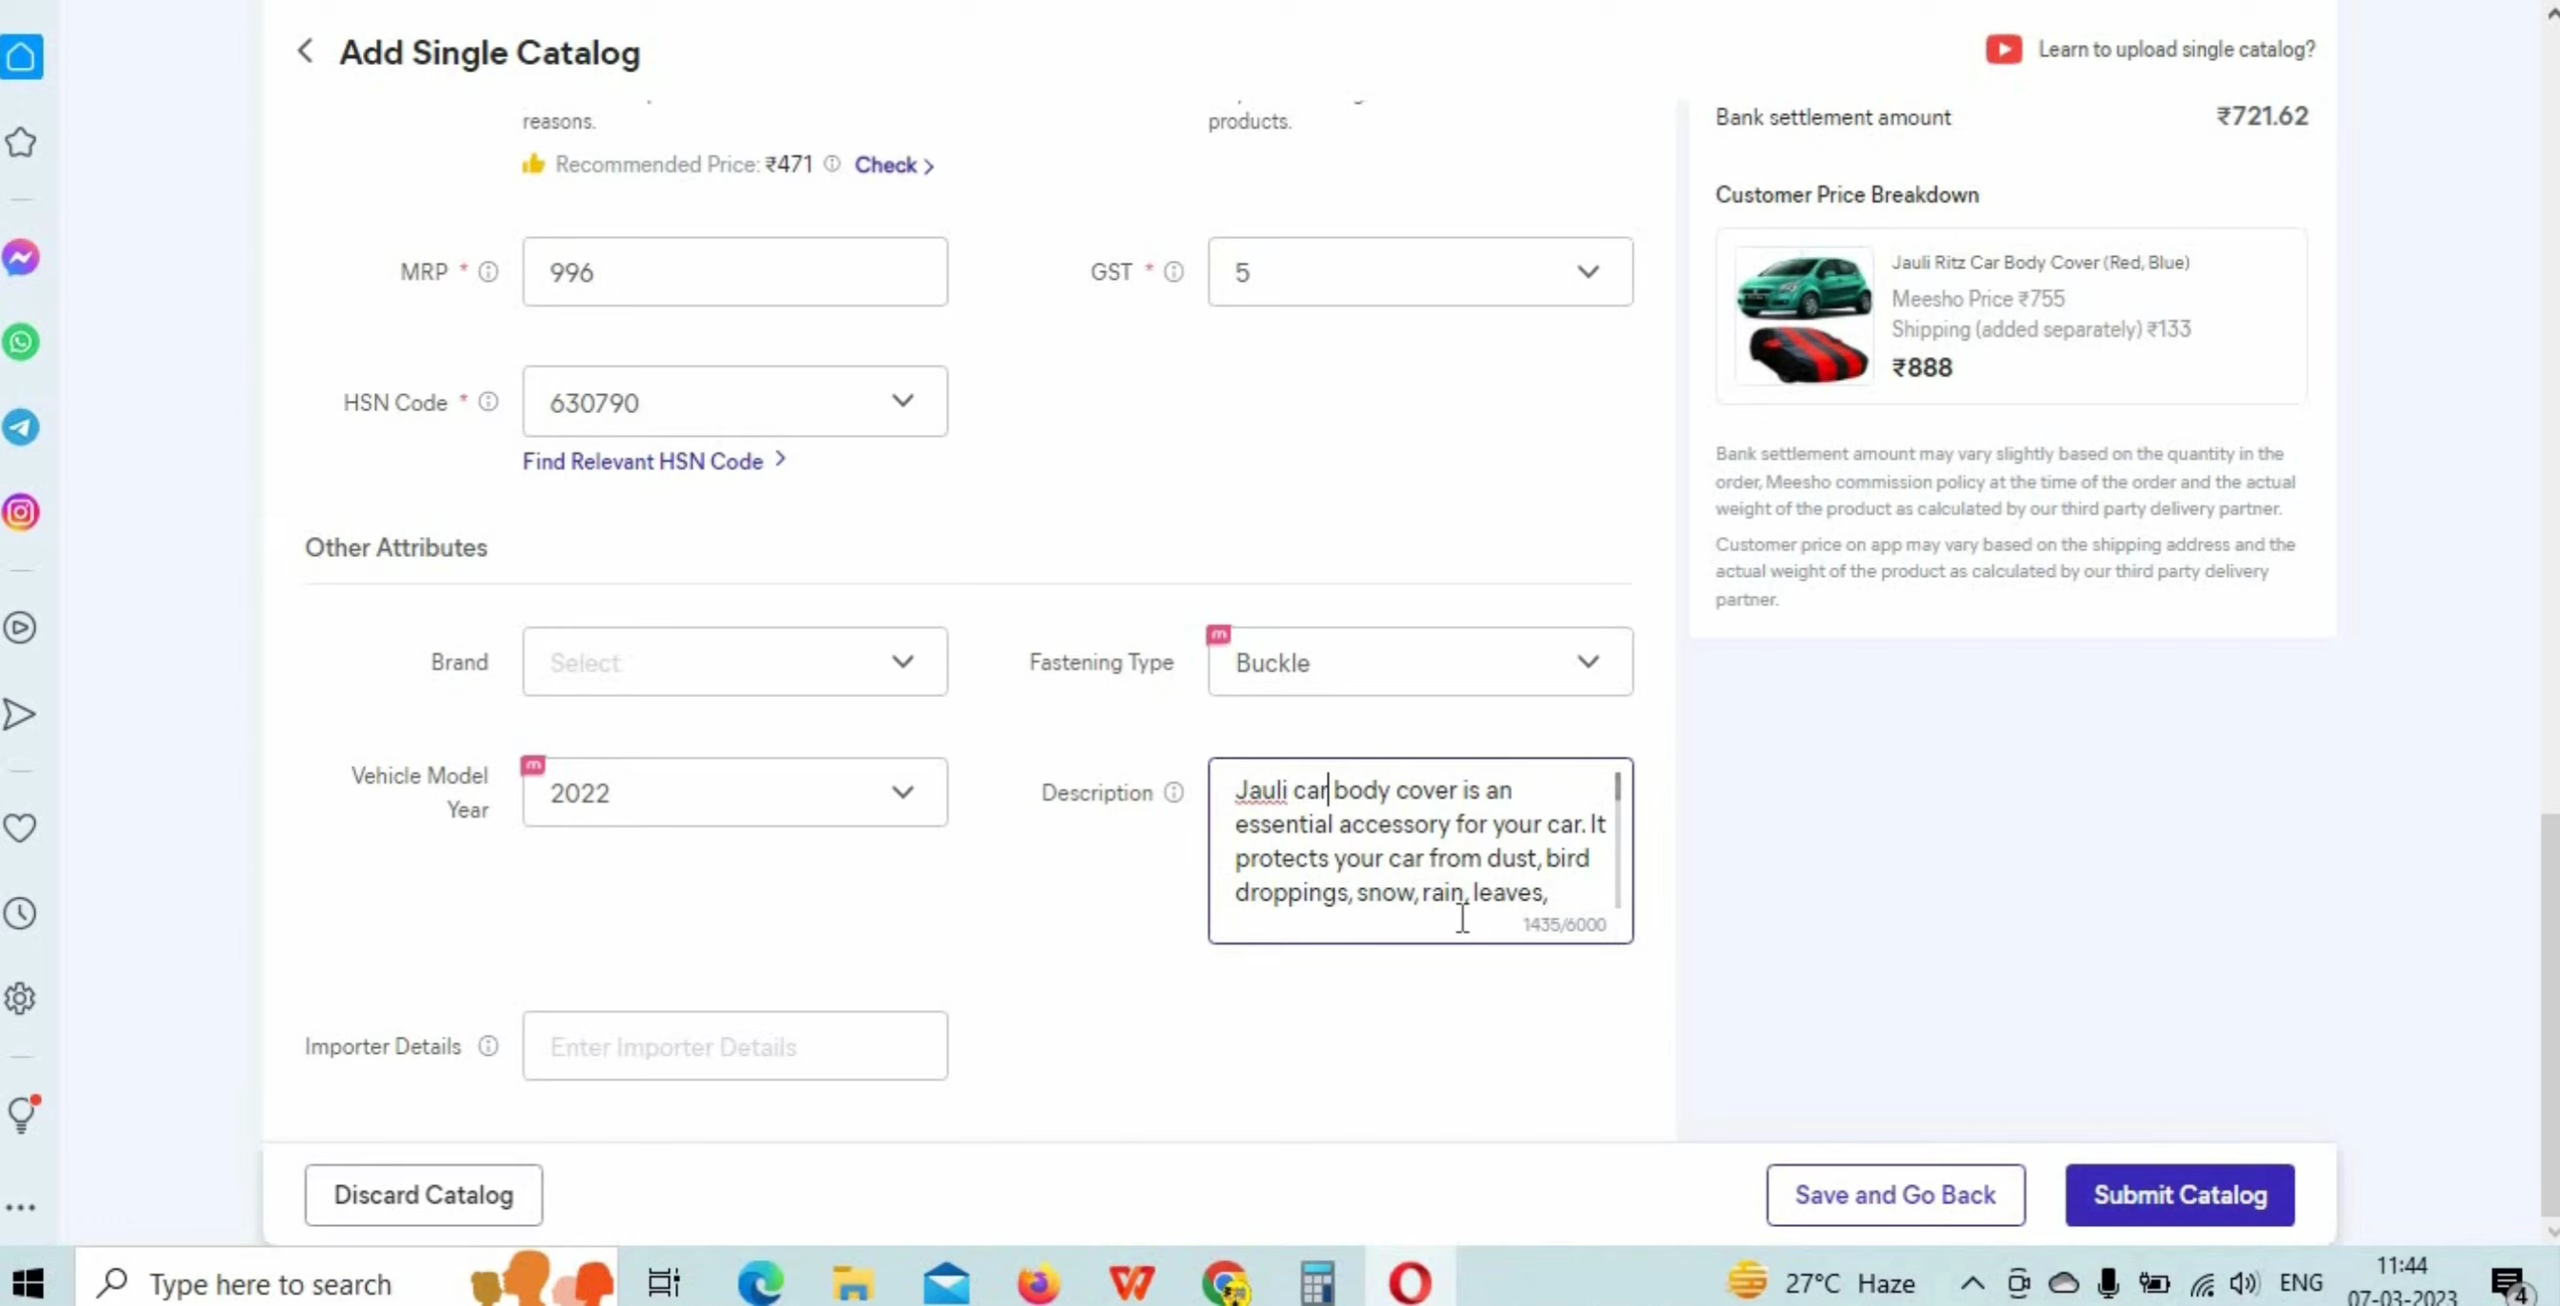 Add Single Catalog
Learn to upload single catalog?
reasons.
products.
Recommended Price: ₹471 Check >
MRP * 996
GST * 5
HSN Code * 630790
Find Relevant HSN Code >
Other Attributes
Brand Select
Fastening Type m Buckle
Vehicle Model Year m 2022
Description
Jauli car body cover is an
essential accessory for your car. It
protects your car from dust, bird
droppings, snow, rain, leaves,
1435/6000
Importer Details Enter Importer Details
Bank settlement amount ₹721.62
Customer Price Breakdown
Jauli Ritz Car Body Cover (Red, Blue)
Meesho Price ₹755
Shipping (added separately) ₹133
₹888
Bank settlement amount may vary slightly based on the quantity in the
order, Meesho commission policy at the time of the order and the actual
weight of the product as calculated by our third party delivery partner.
Customer price on app may vary based on the shipping address and the
actual weight of the product as calculated by our third party delivery
partner.
Discard Catalog
Save and Go Back
Submit Catalog
Type here to search
27°C Haze
ENG
11:44
07-03-2023
4